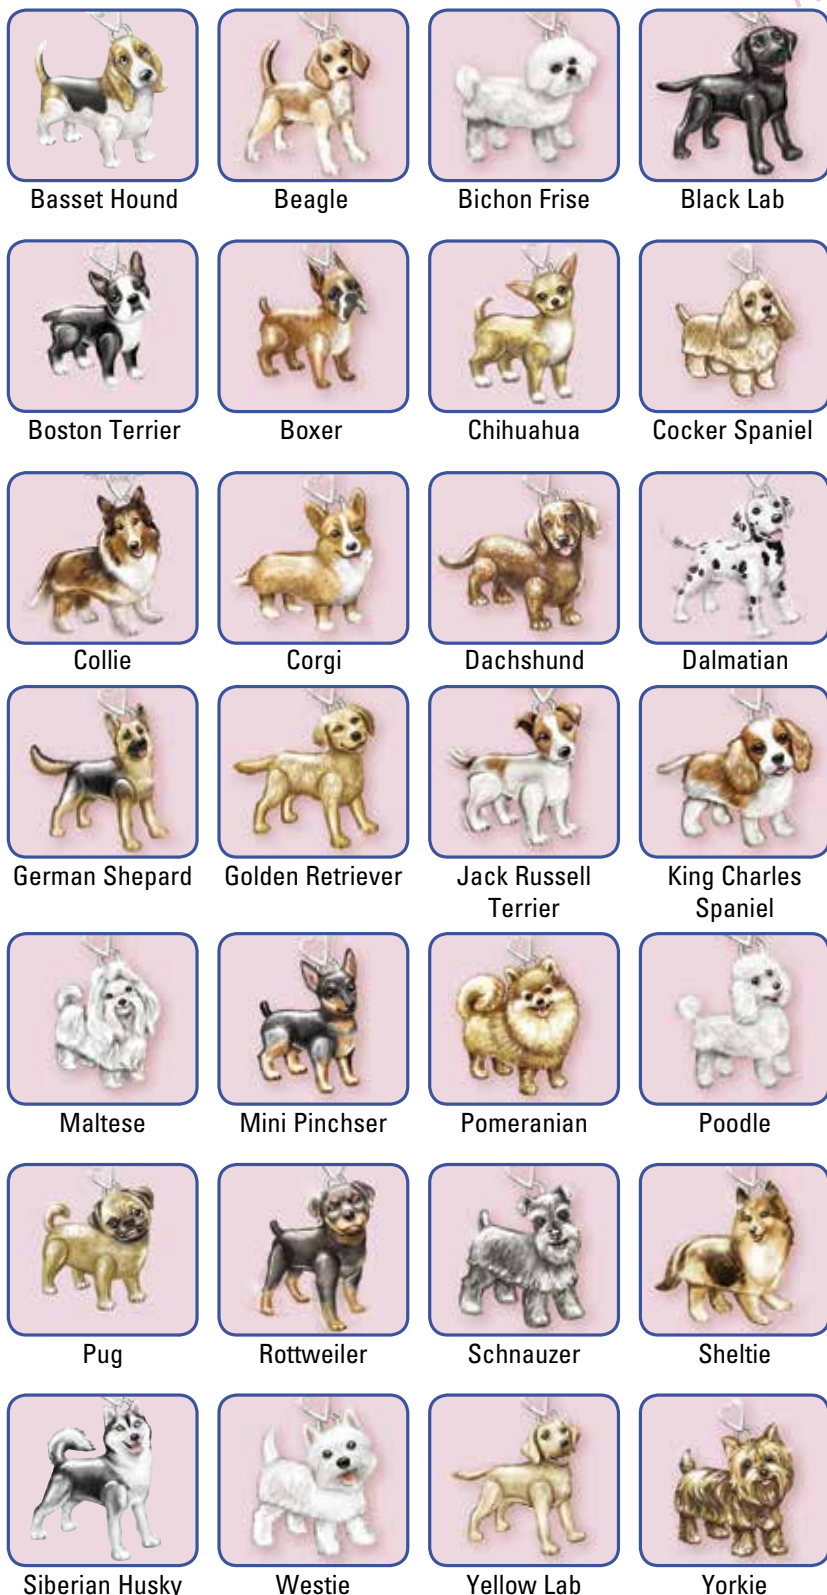 Basset Hound
Beagle
Bichon Frise
Black Lab
Boston Terrier
Boxer
Chihuahua
Cocker Spaniel
Collie
Corgi
Dachshund
Dalmatian
German Shepard
Golden Retriever
Jack Russell
Terrier
King Charles
Spaniel
Maltese
Mini Pinchser
Pomeranian
Poodle
Pug
Rottweiler
Schnauzer
Sheltie
Siberian Husky
Westie
Yellow Lab
Yorkie